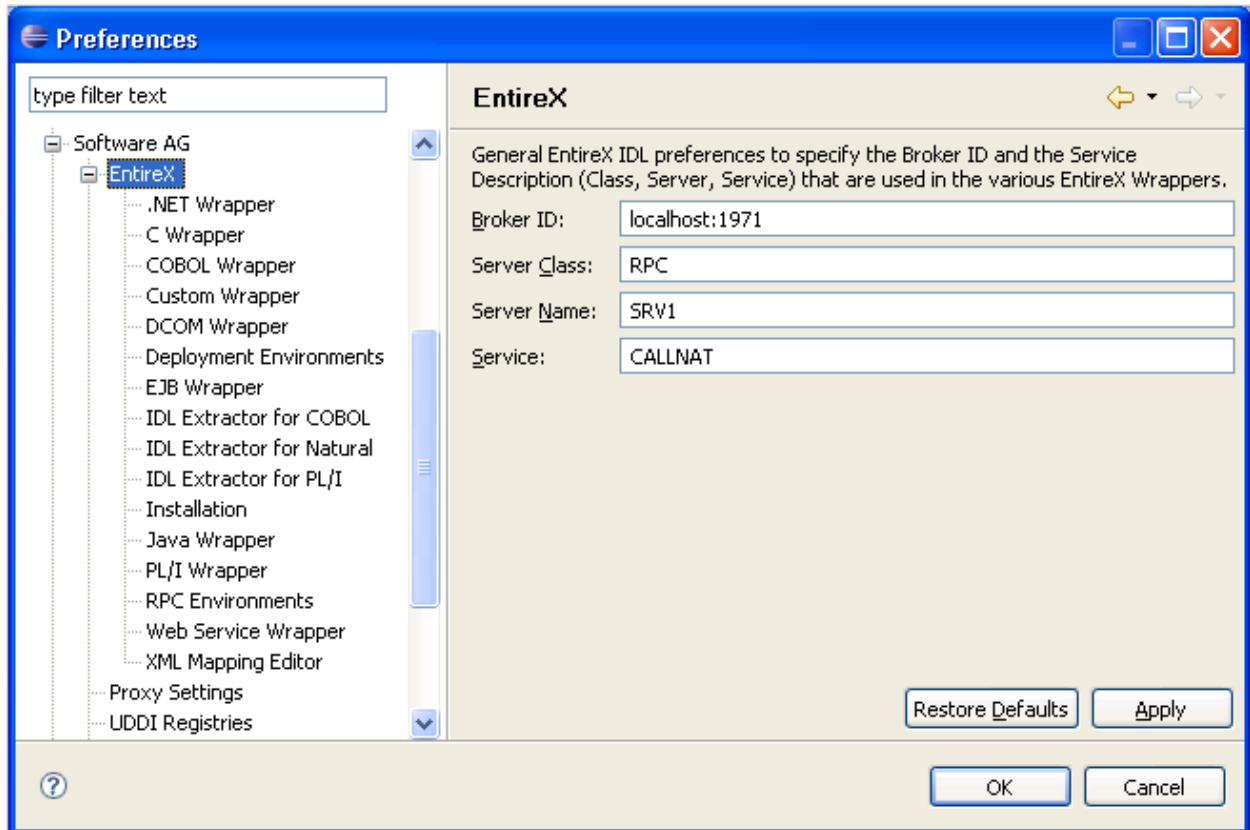 Preferences
type filter text
Software AG
EntireX
.NET Wrapper
C Wrapper
COBOL Wrapper
Custom Wrapper
DCOM Wrapper
Deployment Environments
EJB Wrapper
IDL Extractor for COBOL
IDL Extractor for Natural
IDL Extractor for PL/I
Installation
Java Wrapper
PL/I Wrapper
RPC Environments
Web Service Wrapper
XML Mapping Editor
Proxy Settings
UDDI Registries
EntireX
General EntireX IDL preferences to specify the Broker ID and the Service
Description (Class, Server, Service) that are used in the various EntireX Wrappers.
Broker ID: localhost:1971
Server Class: RPC
Server Name: SRV1
Service: CALLNAT
Restore Defaults Apply
? OK Cancel